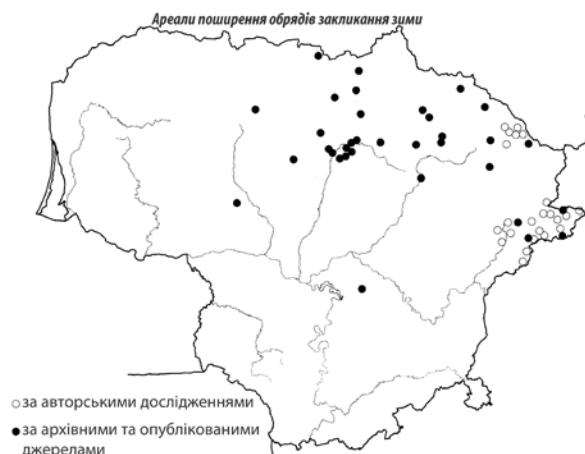 Ареали поширення обрядів закликання зими
за авторськими дослідженнями
за архівними та опублікованими
джерелами